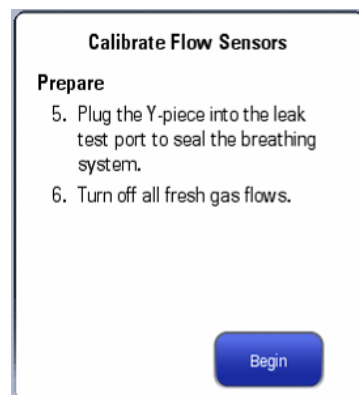 Calibrate Flow Sensors
Prepare
5. Plug the Y-piece into the leak
test port to seal the breathing
system.
6. Turn off all fresh gas flows.
Begin